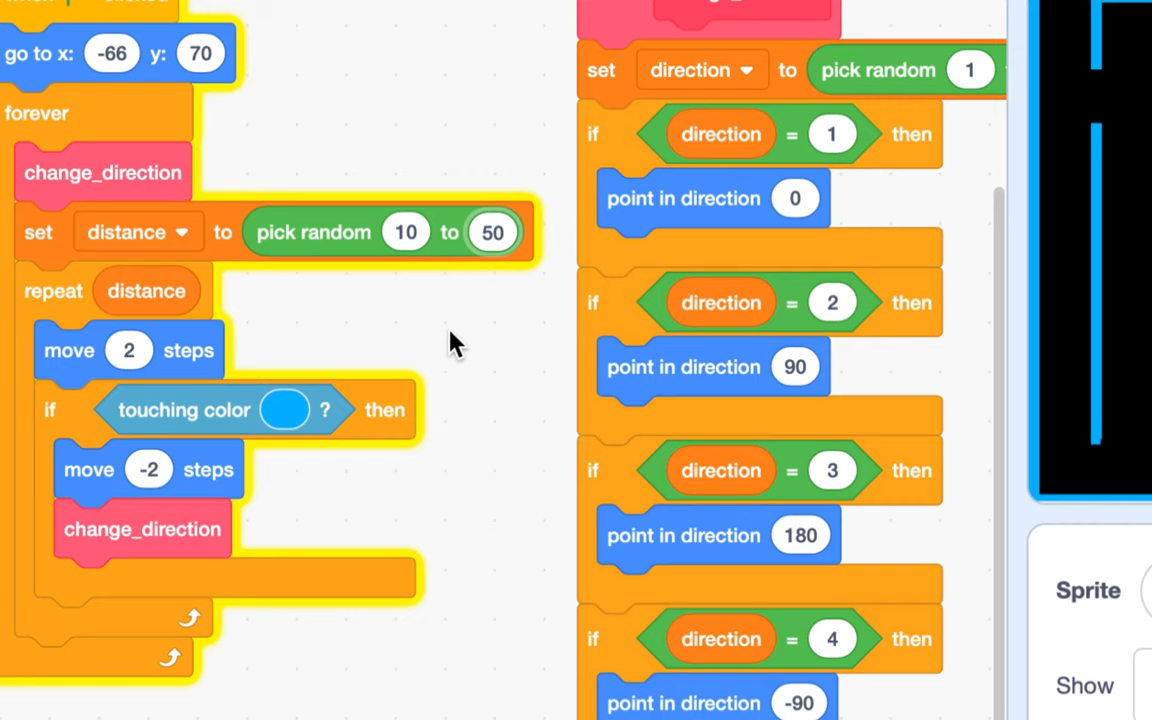 clicked
go to x: -66 y: 70
forever
change_direction
set distance to pick random 10 to 50
repeat distance
move 2 steps
if touching color ? then
move -2 steps
change_direction
set direction to pick random 1
if direction = 1 then
point in direction 0
if direction = 2 then
point in direction 90
if direction = 3 then
point in direction 180
if direction = 4 then
point in direction -90
Sprite
Show